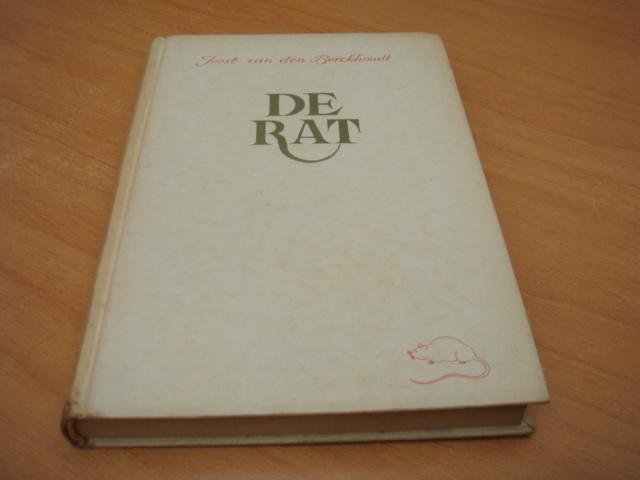 Joost van den Berckhoudt
DE
RAT